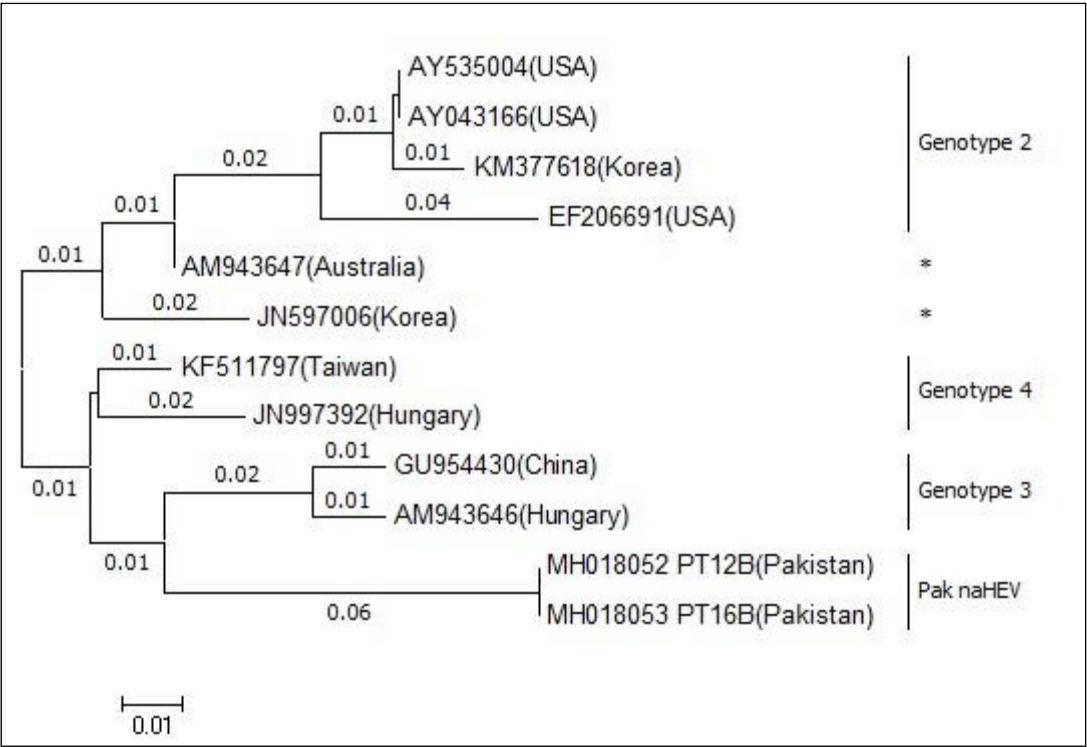 AY535004(USA)
0.01
AY043166(USA)
Genotype 2
0.02
0.01
KM377618(Korea)
0.01
0.04
EF206691(USA)
0.01
AM943647(Australia)
*
0.02
JN597006(Korea)
*
0.01
KF511797(Taiwan)
Genotype 4
0.02
JN997392(Hungary)
0.01
GU954430(China)
0.02
0.01
Genotype 3
0.01
AM943646(Hungary)
0.01
MH018052 PT12B(Pakistan)
Pak naHEV
0.06
MH018053 PT16B(Pakistan)
0.01